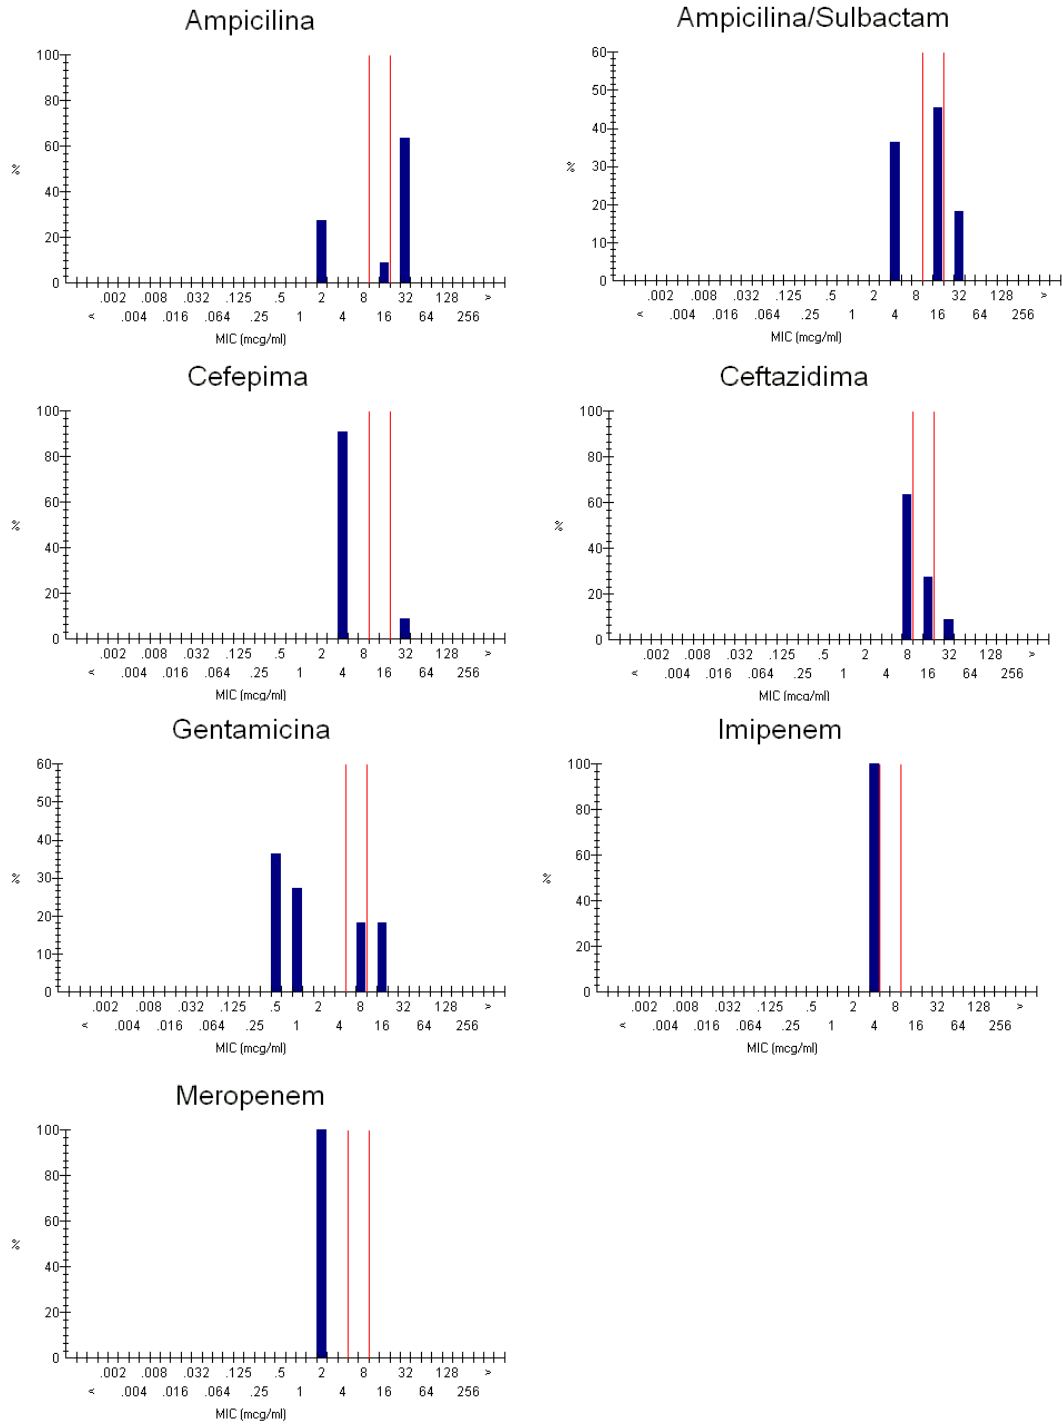 Ampicilina
100
80
60
40
20
0
%
.002 .008 .032 .125 .5 2 8 32 128 >
< .004 .016 .064 .25 1 4 16 64 256
MIC (mcg/ml)
Ampicilina/Sulbactam
60
50
40
30
20
10
0
%
.002 .008 .032 .125 .5 2 8 32 128 >
< .004 .016 .064 .25 1 4 16 64 256
MIC (mcg/ml)
Cefepima
100
80
60
40
20
0
%
.002 .008 .032 .125 .5 2 8 32 128 >
< .004 .016 .064 .25 1 4 16 64 256
MIC (mcg/ml)
Ceftazidima
100
80
60
40
20
0
%
.002 .008 .032 .125 .5 2 8 32 128 >
< .004 .016 .064 .25 1 4 16 64 256
MIC (mcg/ml)
Gentamicina
60
50
40
30
20
10
0
%
.002 .008 .032 .125 .5 2 8 32 128 >
< .004 .016 .064 .25 1 4 16 64 256
MIC (mcg/ml)
Imipenem
100
80
60
40
20
0
%
.002 .008 .032 .125 .5 2 8 32 128 >
< .004 .016 .064 .25 1 4 16 64 256
MIC (mcg/ml)
Meropenem
100
80
60
40
20
0
%
.002 .008 .032 .125 .5 2 8 32 128 >
< .004 .016 .064 .25 1 4 16 64 256
MIC (mcg/ml)